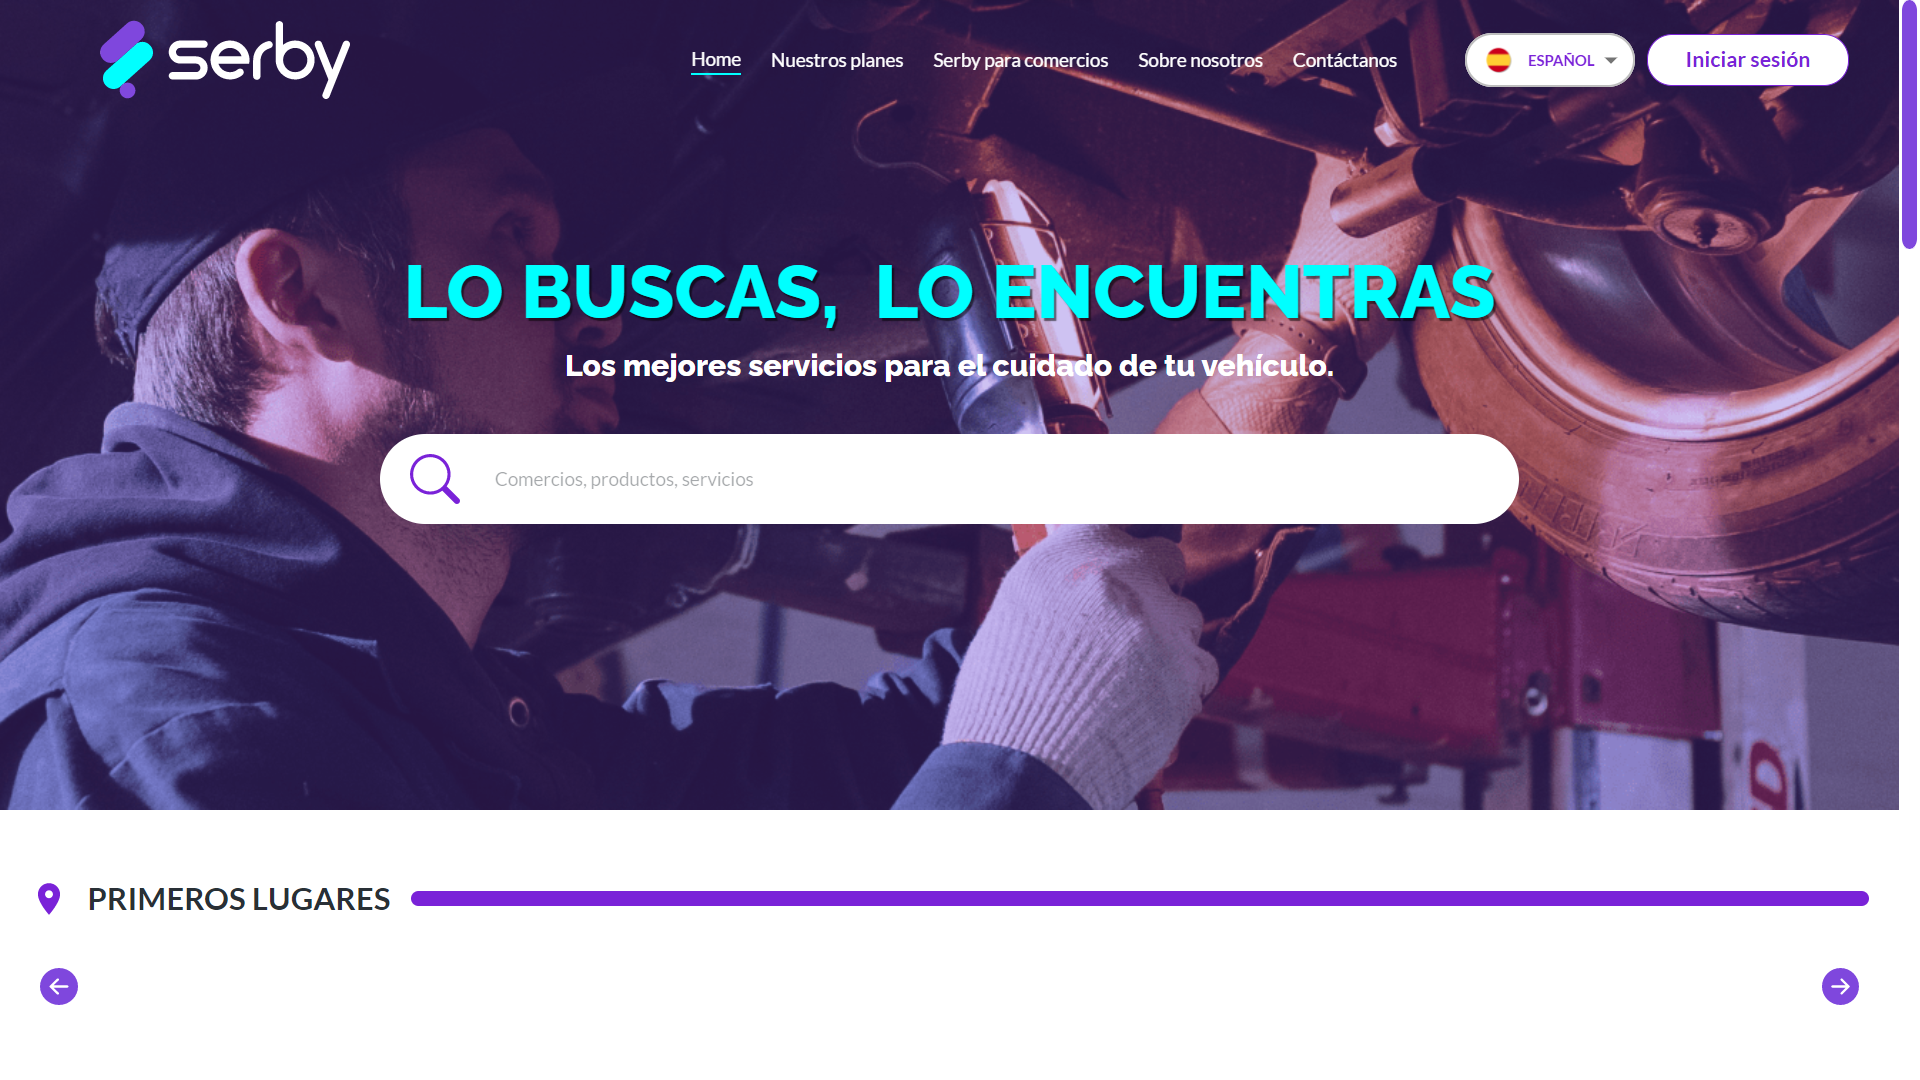 serby
Home
Nuestros planes
Serby para comercios
Sobre nosotros
Contáctanos
ESPAÑOL
Iniciar sesión
LO BUSCAS, LO ENCUENTRAS
Los mejores servicios para el cuidado de tu vehículo.
Comercios, productos, servicios
PRIMEROS LUGARES